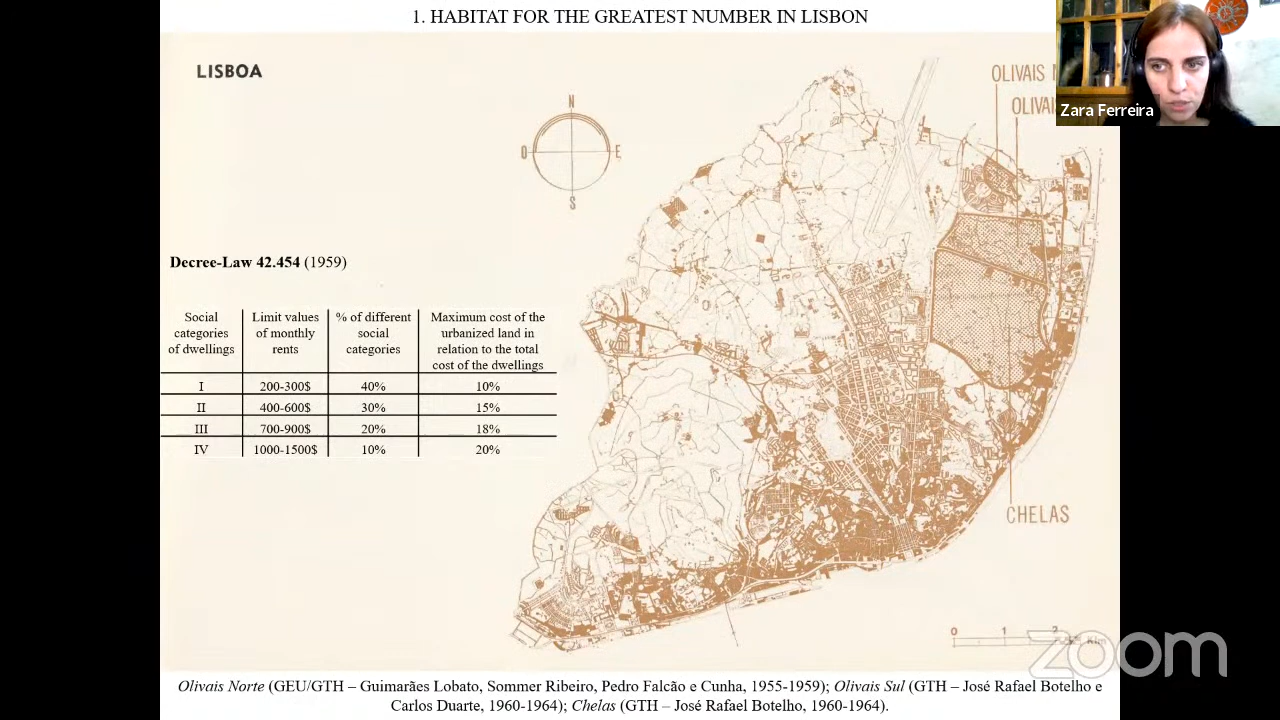 1. HABITAT FOR THE GREATEST NUMBER IN LISBON
LISBOA
N
O E
S
OLIVAIS
Zara Ferreira
Decree-Law 42.454 (1959)
Social categories of dwellings
Limit values of monthly rents
% of different social categories
Maximum cost of the urbanized land in relation to the total cost of the dwellings
I 200-300$ 40% 10%
II 400-600$ 30% 15%
III 700-900$ 20% 18%
IV 1000-1500$ 10% 20%
CHELAS
0 1 2 Klm
zoom
Olivais Norte (GEU/GTH – Guimarães Lobato, Sommer Ribeiro, Pedro Falcão e Cunha, 1955-1959); Olivais Sul (GTH – José Rafael Botelho e
Carlos Duarte, 1960-1964); Chelas (GTH – José Rafael Botelho, 1960-1964).